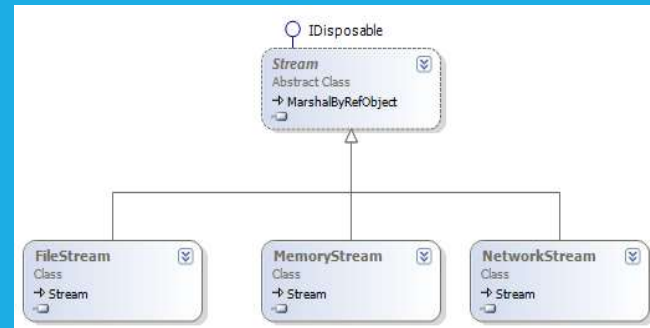 IDisposable
Stream
Abstract Class
MarshalByRefObject
FileStream
Class
Stream
MemoryStream
Class
Stream
NetworkStream
Class
Stream